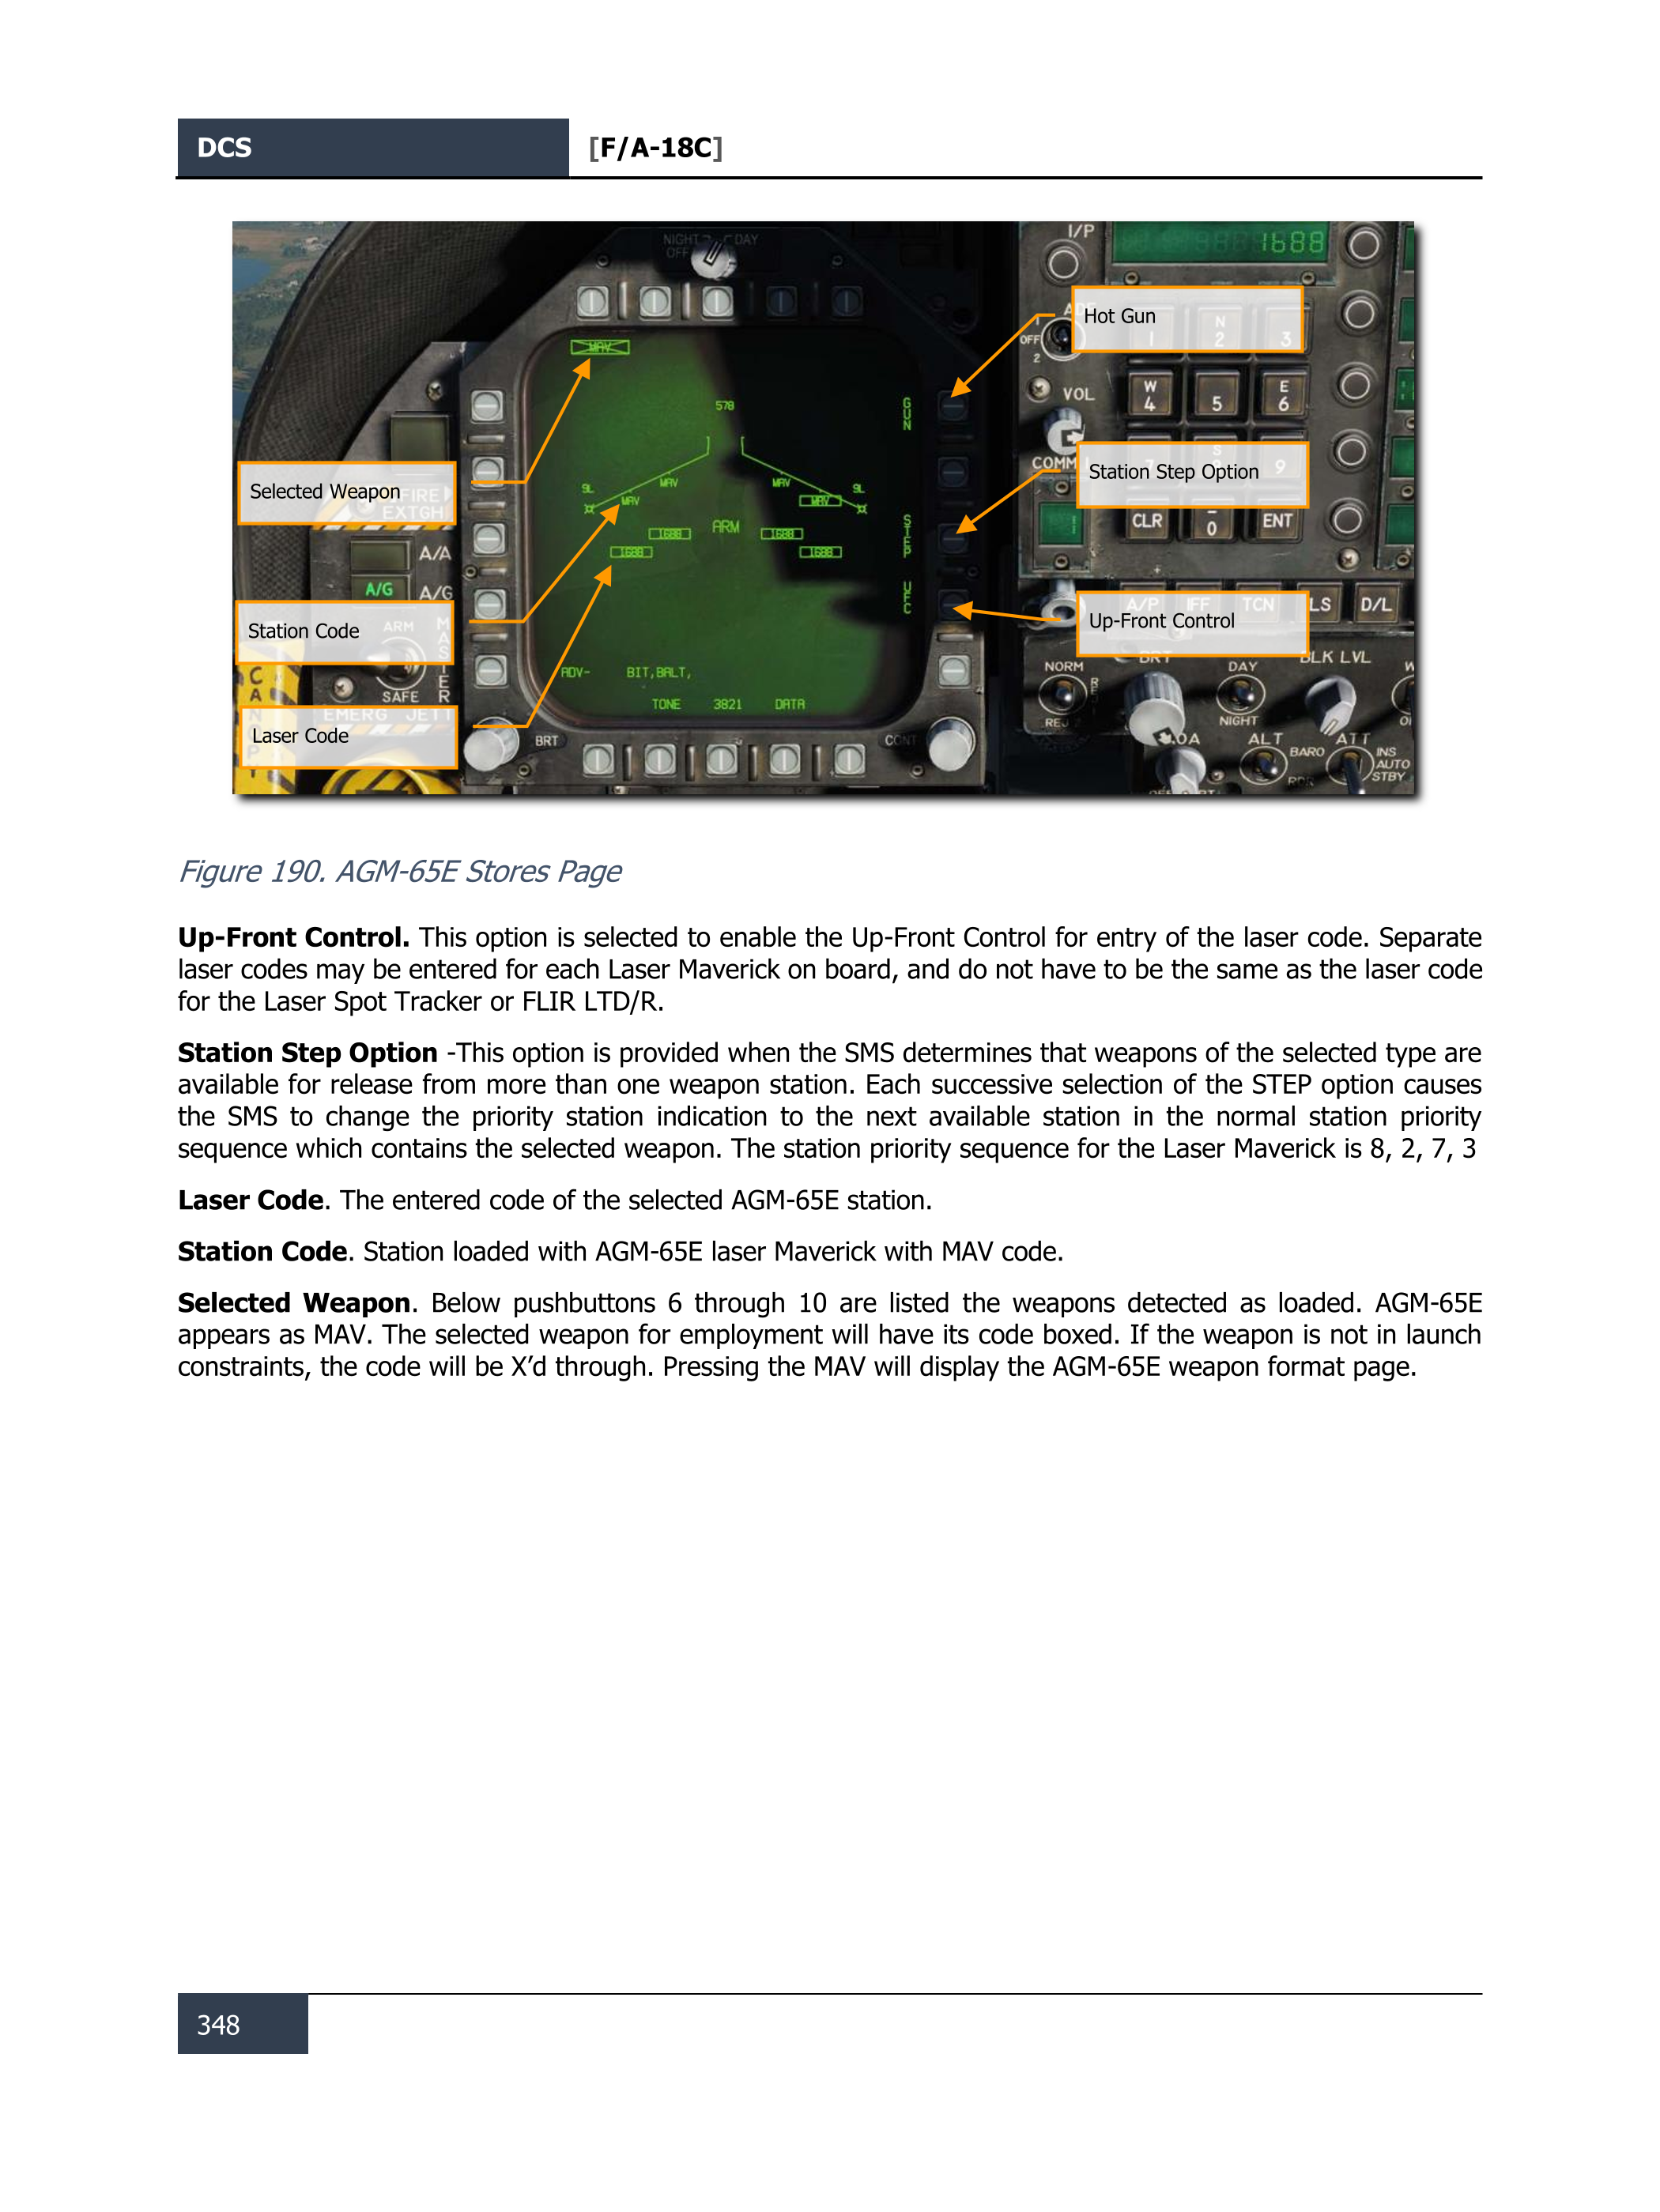 DCS
[F/A-18C]
NIGHT DAY
OFF
I/P
1688
Hot Gun
OFF
2
N
2
3
1
VOL
W
4
5
E
6
COMM
Station Step Option
9
CLR
0
ENT
MAV
578
GUN
Selected Weapon
FIRE
EXTGH
9L
MAV
MAV
9L
MAV
MAV
ARM
1688
1688
1688
1688
STEP
UFC
A/A
A/G
A/G
Station Code
ARM
MASTER
SAFE
Up-Front Control
A/P
IFF
TCN
D/L
BRT
BLK LVL
NORM
DAY
NIGHT
ADV-
BIT,BALT,
TONE
3821
DATA
EMERG JETT
Laser Code
BRT
CONT
ALT
BARO
RDR
ATT
INS
AUTO
STBY
Figure 190. AGM-65E Stores Page
Up-Front Control. This option is selected to enable the Up-Front Control for entry of the laser code. Separate
laser codes may be entered for each Laser Maverick on board, and do not have to be the same as the laser code
for the Laser Spot Tracker or FLIR LTD/R.
Station Step Option -This option is provided when the SMS determines that weapons of the selected type are
available for release from more than one weapon station. Each successive selection of the STEP option causes
the SMS to change the priority station indication to the next available station in the normal station priority
sequence which contains the selected weapon. The station priority sequence for the Laser Maverick is 8, 2, 7, 3
Laser Code. The entered code of the selected AGM-65E station.
Station Code. Station loaded with AGM-65E laser Maverick with MAV code.
Selected Weapon. Below pushbuttons 6 through 10 are listed the weapons detected as loaded. AGM-65E
appears as MAV. The selected weapon for employment will have its code boxed. If the weapon is not in launch
constraints, the code will be X’d through. Pressing the MAV will display the AGM-65E weapon format page.
348